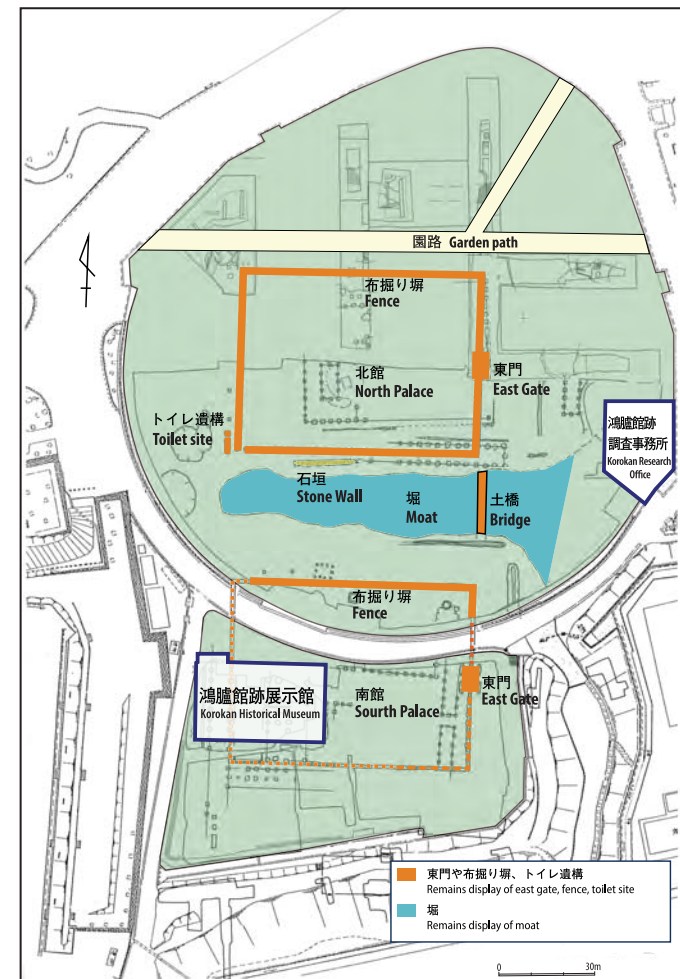 園路 Garden path
布掘り塀
Fence
北館
North Palace
東門
East Gate
トイレ遺構
Toilet site
鴻臚館跡
調査事務所
Korokan Research
Office
石垣
Stone Wall
堀
Moat
土橋
Bridge
布掘り塀
Fence
鴻臚館跡展示館
Korokan Historical Museum
南館
Sourth Palace
東門
East Gate
東門や布掘り塀、トイレ遺構
Remains display of east gate, fence, toilet site
堀
Remains display of moat
0 30m